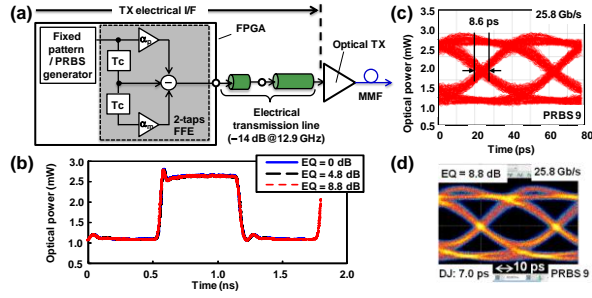 (a)
TX electrical I/F
FPGA
Fixed
pattern
/ PRBS
generator
Tc
Tc
αp
αm
−
2-taps
FFE
Optical TX
MMF
Electrical
transmission line
(−14 dB @12.9 GHz)
(b)
EQ = 0 dB
EQ = 4.8 dB
EQ = 8.8 dB
Optical power (mW)
3.0
2.5
2.0
1.5
1.0
0.5
0
0.5
1.0
1.5
2.0
Time (ns)
(c)
8.6 ps
25.8 Gb/s
Optical power (mW)
3.5
3.0
2.5
2.0
1.5
1.0
0.5
PRBS 9
0
20
40
60
80
Time (ps)
(d)
EQ = 8.8 dB
25.8 Gb/s
DJ: 7.0 ps
10 ps
PRBS 9